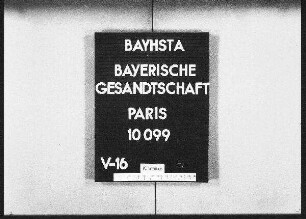 BAYHSTA
BAYERISCHE
GESANDTSCHAFT
PARIS
10 099
V-16